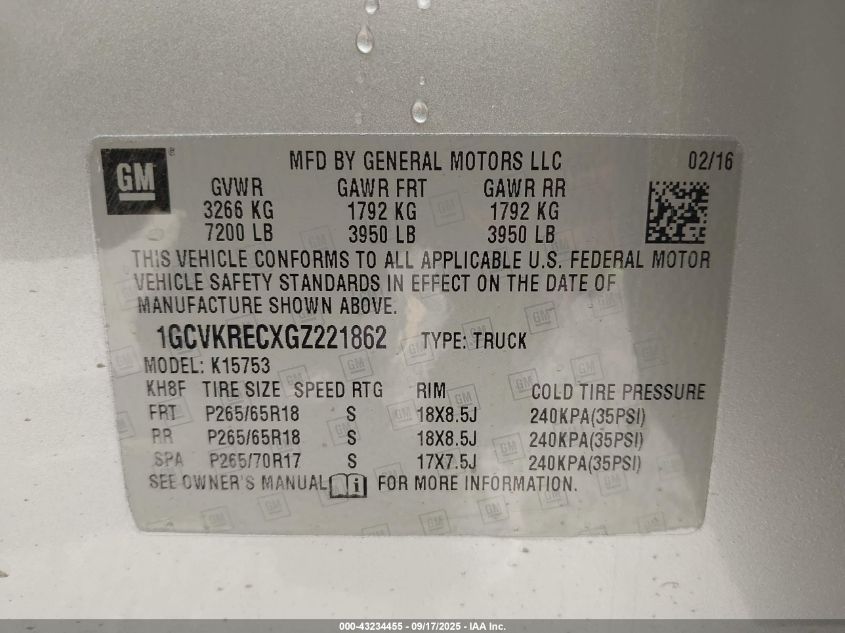 GM ® MFD BY GENERAL MOTORS LLC 02/16
GVWR GAWR FRT GAWR RR
3266 KG 1792 KG 1792 KG
7200 LB 3950 LB 3950 LB
THIS VEHICLE CONFORMS TO ALL APPLICABLE U.S. FEDERAL MOTOR
VEHICLE SAFETY STANDARDS IN EFFECT ON THE DATE OF
MANUFACTURE SHOWN ABOVE.
1GCVKRECXGZ221862 TYPE: TRUCK
MODEL: K15753
KH8F TIRE SIZE SPEED RTG RIM COLD TIRE PRESSURE
FRT P265/65R18 S 18X8.5J 240KPA(35PSI)
RR P265/65R18 S 18X8.5J 240KPA(35PSI)
SPA P265/70R17 S 17X7.5J 240KPA(35PSI)
SEE OWNER'S MANUAL i FOR MORE INFORMATION.
000-43234455 - 09/17/2025 - IAA Inc.